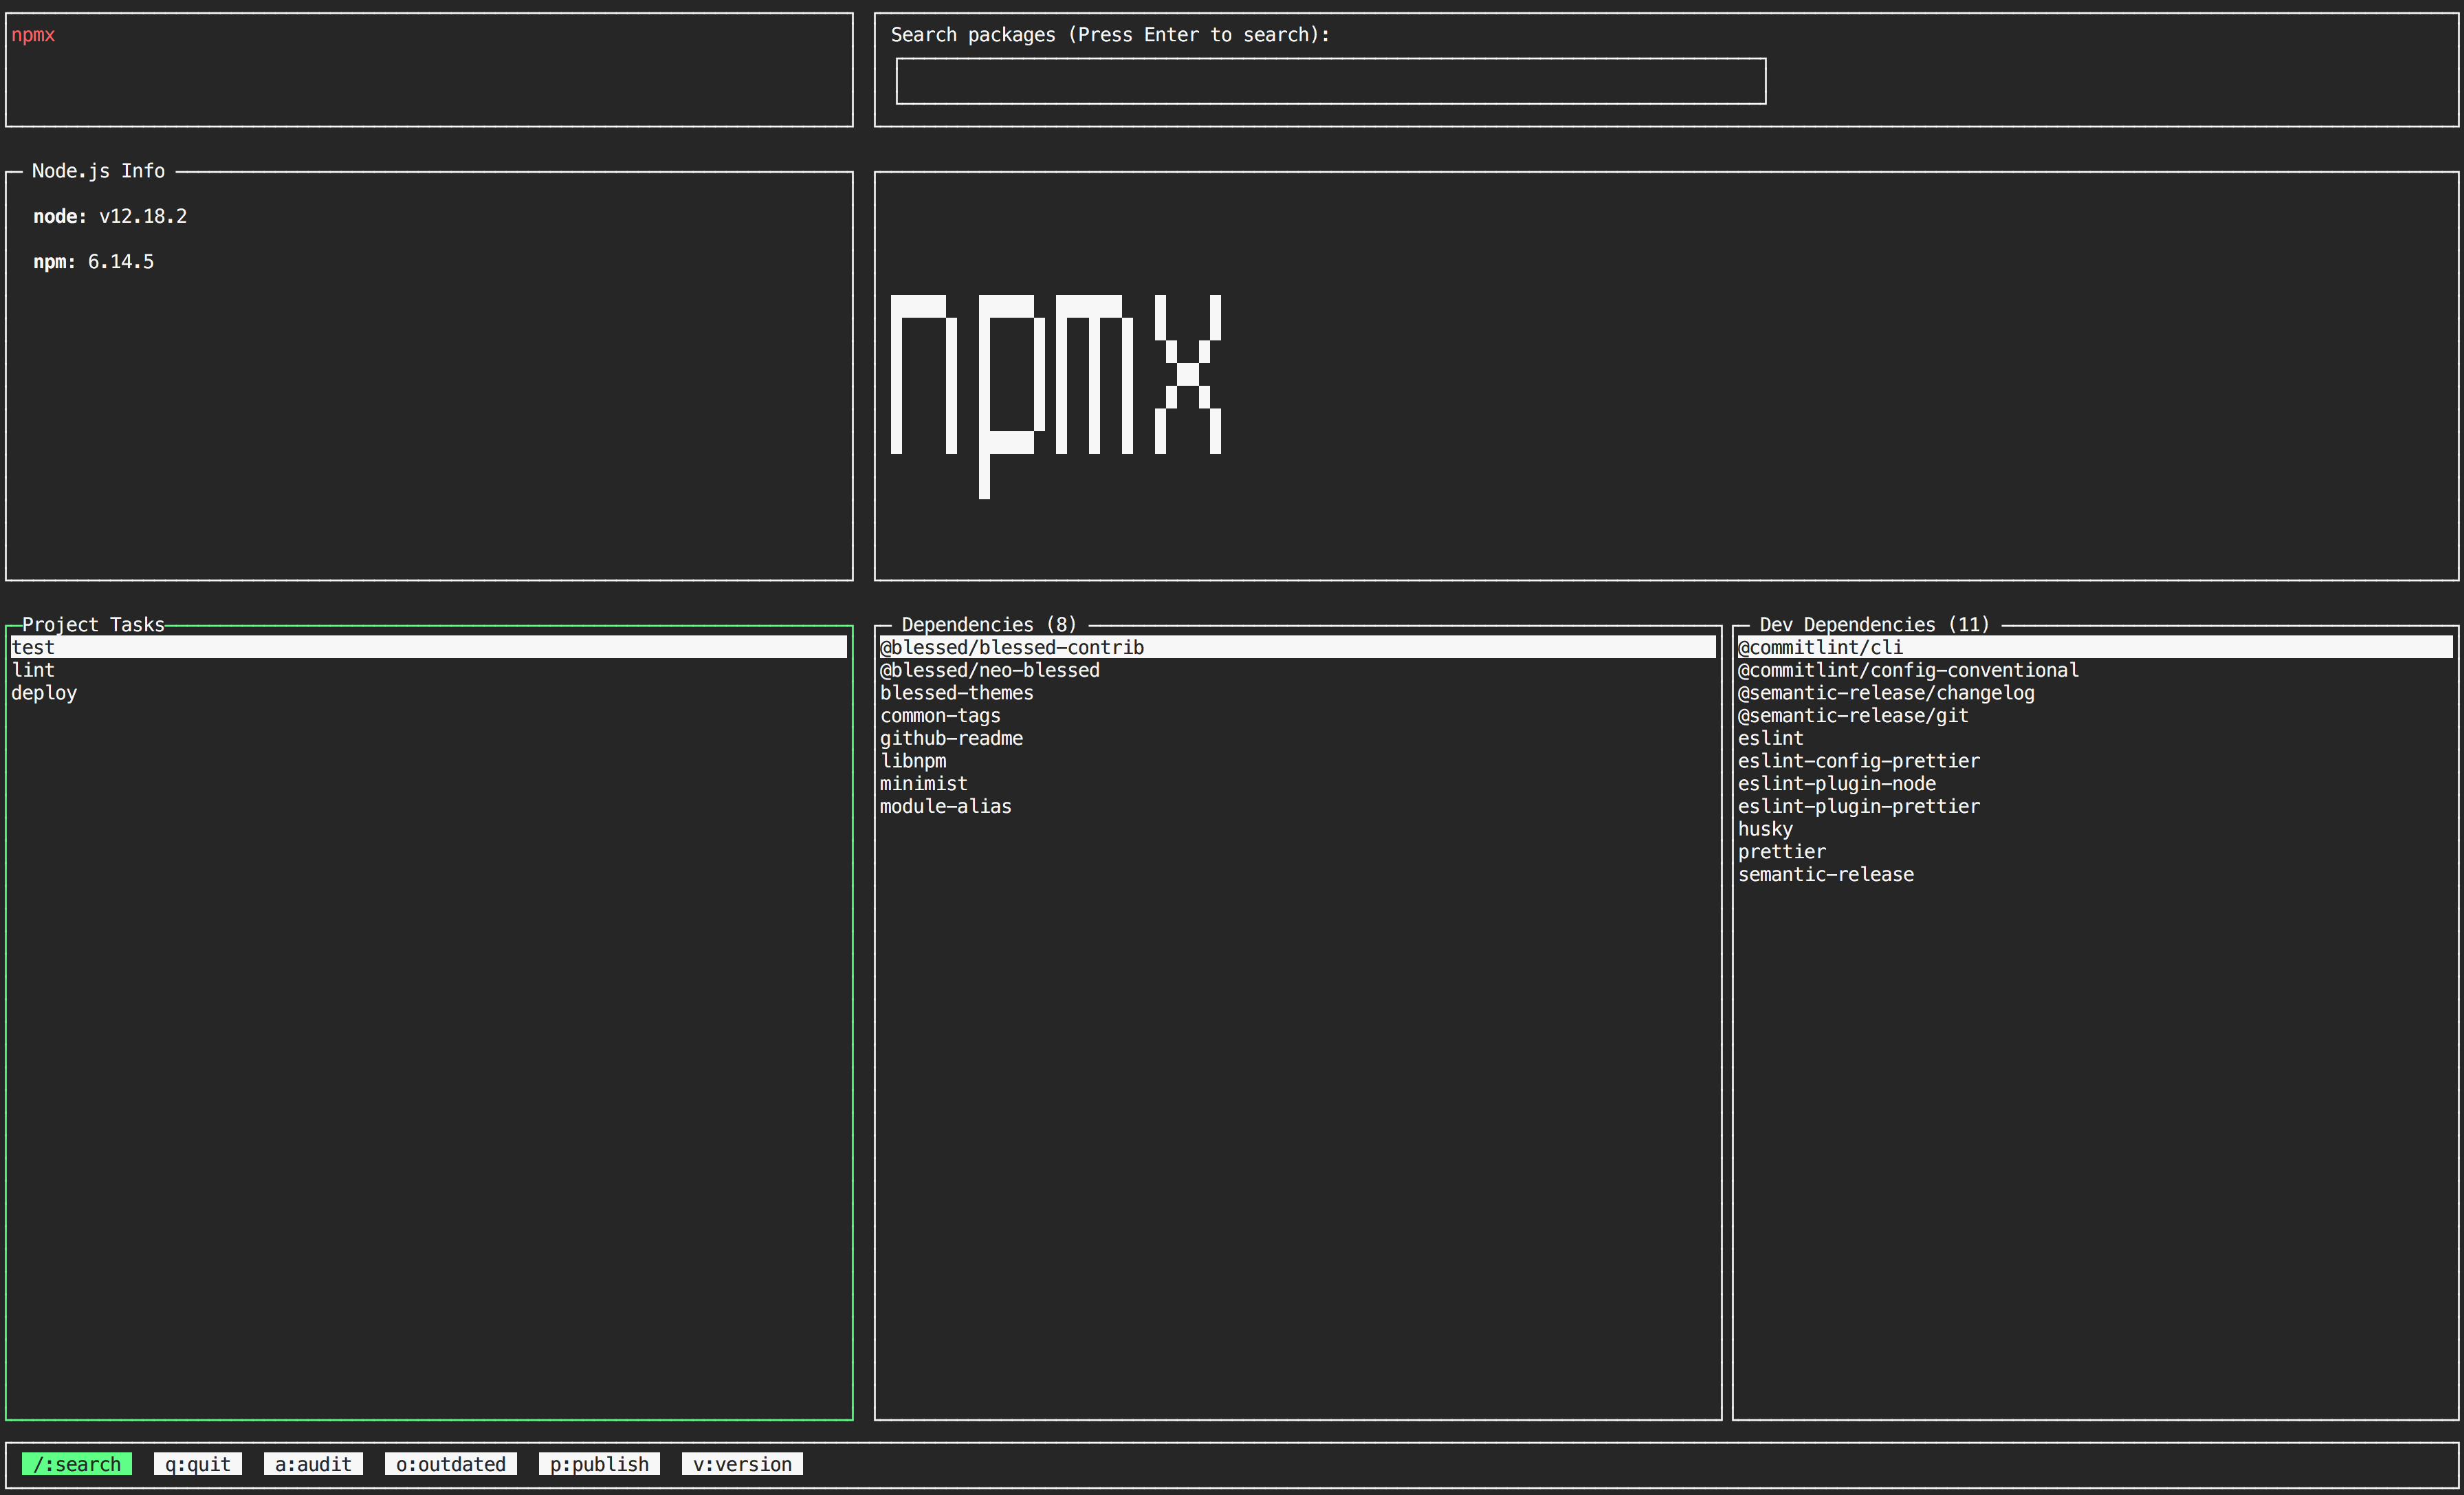 npmx
Search packages (Press Enter to search):
Node.js Info
node: v12.18.2
npm: 6.14.5
npmx
Project Tasks
test
lint
deploy
Dependencies (8)
@blessed/blessed-contrib
@blessed/neo-blessed
blessed-themes
common-tags
github-readme
libnpm
minimist
module-alias
Dev Dependencies (11)
@commitlint/cli
@commitlint/config-conventional
@semantic-release/changelog
@semantic-release/git
eslint
eslint-config-prettier
eslint-plugin-node
eslint-plugin-prettier
husky
prettier
semantic-release
/:search q:quit a:audit o:outdated p:publish v:version